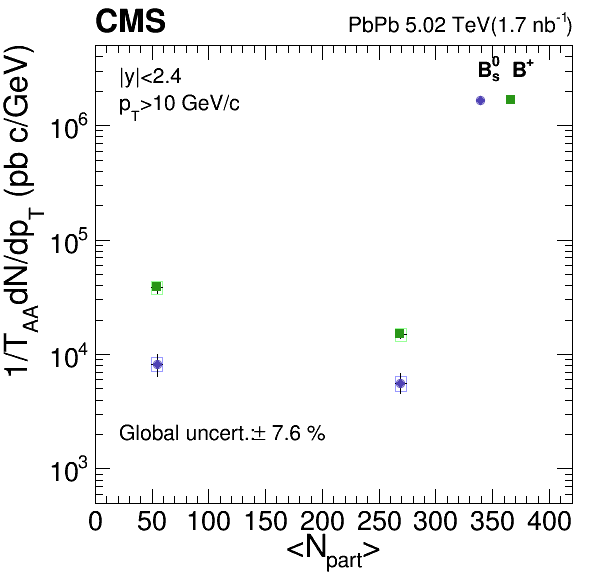 CMS PbPb 5.02 TeV(1.7 nb⁻¹)
|y|<2.4
p_T>10 GeV/c
B_s^0 B^+
1/T_AA dN/dp_T (pb c/GeV)
10⁶
10⁵
10⁴
10³
Global uncert.:± 7.6 %
0 50 100 150 200 250 300 350 400
<N_part>